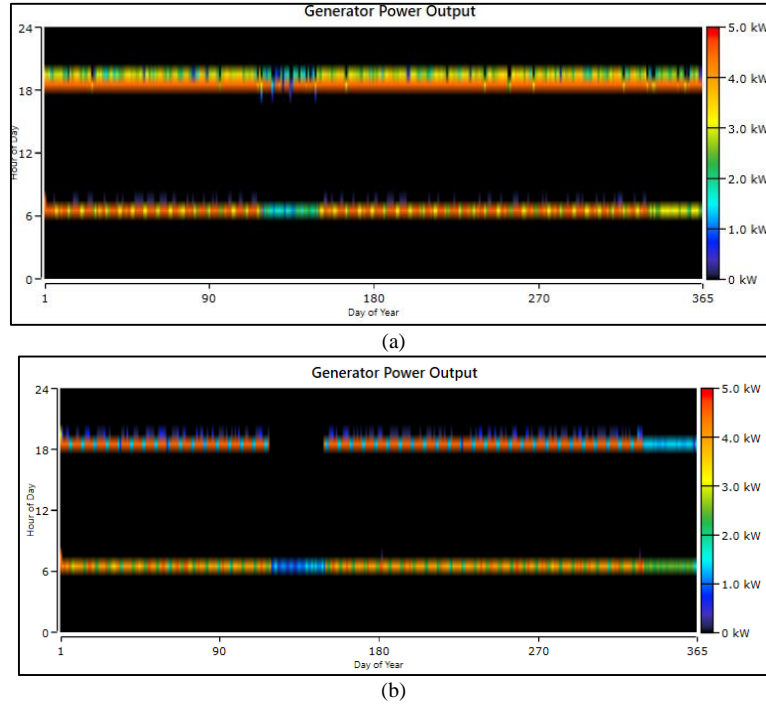 Generator Power Output
24
18
12
6
0
Hour of Day
1
90
180
270
365
Day of Year
5.0 kW
4.0 kW
3.0 kW
2.0 kW
1.0 kW
0 kW
(a)
Generator Power Output
24
18
12
6
0
Hour of Day
1
90
180
270
365
Day of Year
5.0 kW
4.0 kW
3.0 kW
2.0 kW
1.0 kW
0 kW
(b)